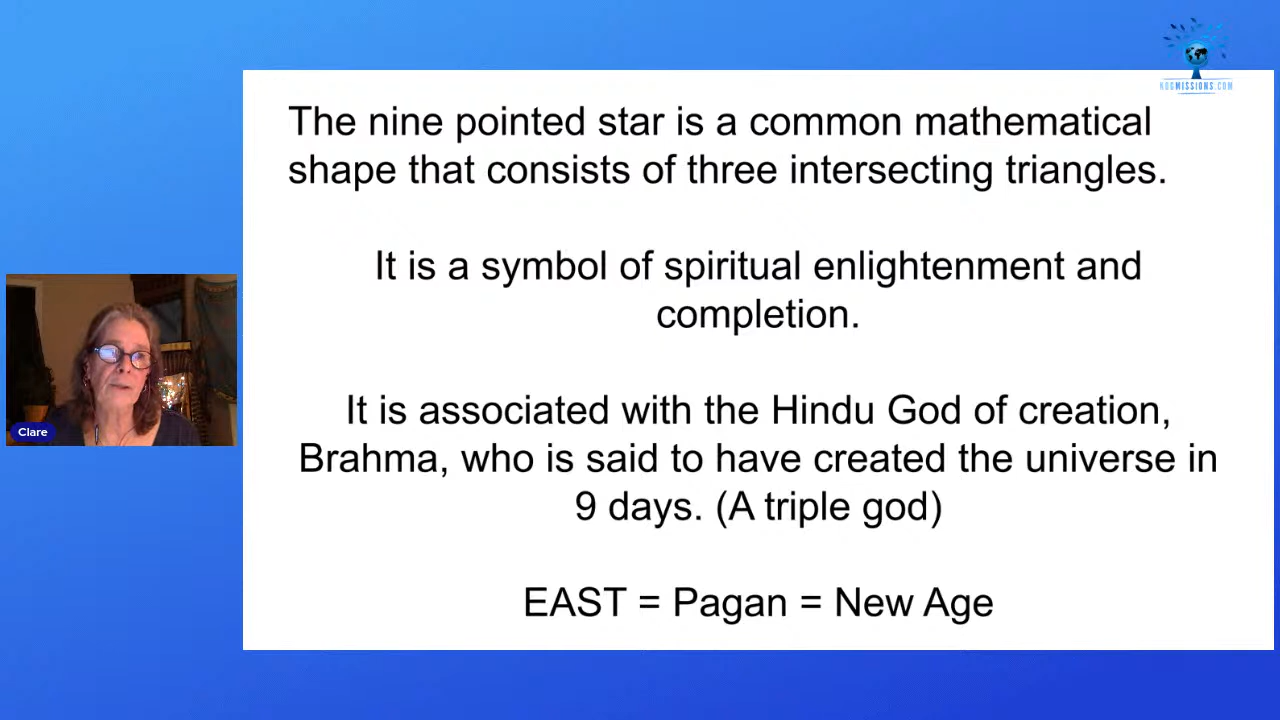 KOGMISSIONS.COM
The nine pointed star is a common mathematical
shape that consists of three intersecting triangles.
It is a symbol of spiritual enlightenment and
completion.
It is associated with the Hindu God of creation,
Brahma, who is said to have created the universe in
9 days. (A triple god)
EAST = Pagan = New Age
Clare